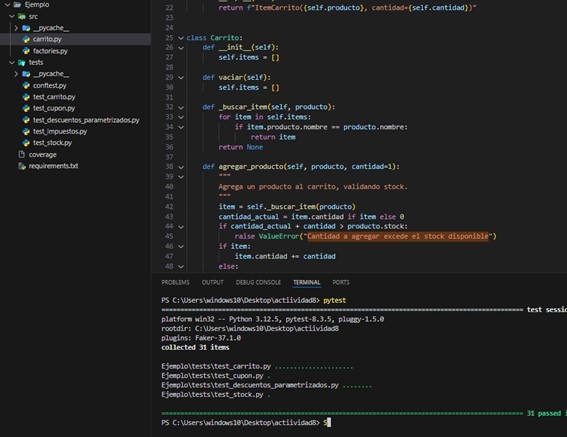 Ejemplo
src
__pycache__
carrito.py
factories.py
tests
__pycache__
conftest.py
test_carrito.py
test_cupon.py
test_descuentos_parametrizados.py
test_impuestos.py
test_stock.py
coverage
requirements.txt
22 return f"ItemCarrito({self.producto}, cantidad={self.cantidad})"
23
24
25 class Carrito:
26 def __init__(self):
27 self.items = []
28
29 def vaciar(self):
30 self.items = []
31
32 def _buscar_item(self, producto):
33 for item in self.items:
34 if item.producto.nombre == producto.nombre:
35 return item
36 return None
37
38 def agregar_producto(self, producto, cantidad=1):
39 """
40 Agrega un producto al carrito, validando stock.
41 """
42 item = self._buscar_item(producto)
43 cantidad_actual = item.cantidad if item else 0
44 if cantidad_actual + cantidad > producto.stock:
45 raise ValueError("Cantidad a agregar excede el stock disponible")
46 if item:
47 item.cantidad += cantidad
48 else:
PROBLEMS OUTPUT DEBUG CONSOLE TERMINAL PORTS
PS C:\Users\windows10\Desktop\actiividad8> pytest
test sessi
platform win32 -- Python 3.12.5, pytest-8.3.5, pluggy-1.5.0
rootdir: C:\Users\windows10\Desktop\actiividad8
plugins: Faker-37.1.0
collected 31 items
Ejemplo\tests\test_carrito.py .....................
Ejemplo\tests\test_cupon.py .
Ejemplo\tests\test_descuentos_parametrizados.py ........
Ejemplo\tests\test_stock.py .
31 passed i
PS C:\Users\windows10\Desktop\actiividad8> S